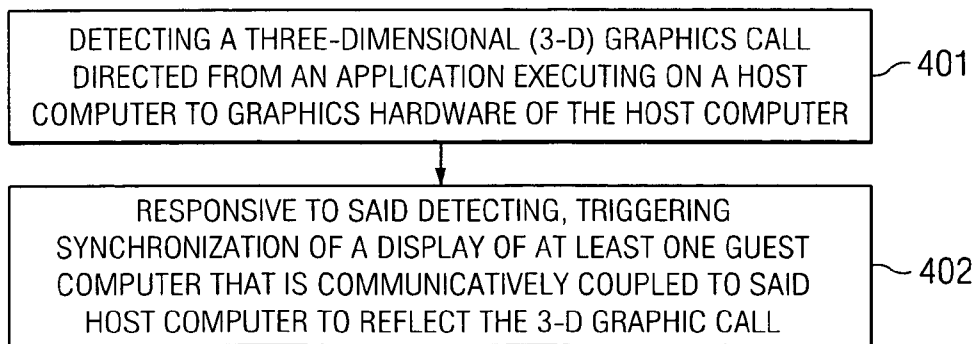 DETECTING A THREE-DIMENSIONAL (3-D) GRAPHICS CALL
DIRECTED FROM AN APPLICATION EXECUTING ON A HOST
COMPUTER TO GRAPHICS HARDWARE OF THE HOST COMPUTER
401
RESPONSIVE TO SAID DETECTING, TRIGGERING
SYNCHRONIZATION OF A DISPLAY OF AT LEAST ONE GUEST
COMPUTER THAT IS COMMUNICATIVELY COUPLED TO SAID
HOST COMPUTER TO REFLECT THE 3-D GRAPHIC CALL
402